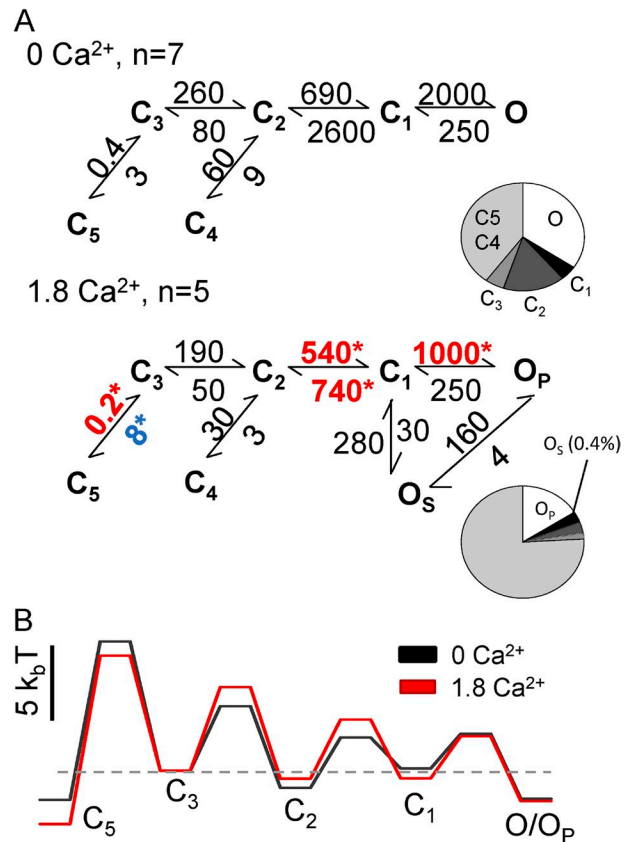 A
0 Ca²⁺, n=7
260 690 2000
C₃ C₂ C₁ O
80 2600 250
0.4 3 60 9
C₅ C₄
C5 O
C4
C₃ C₂ C₁
1.8 Ca²⁺, n=5
190 540* 1000*
C₃ C₂ C₁ Oₚ
50 740* 250
0.2* 8* 30 3 280 30 160 4
C₅ C₄ Oₛ
Oₛ (0.4%)
Oₚ
B
5 k_bT
0 Ca²⁺
1.8 Ca²⁺
C₅ C₃ C₂ C₁ O/Oₚ